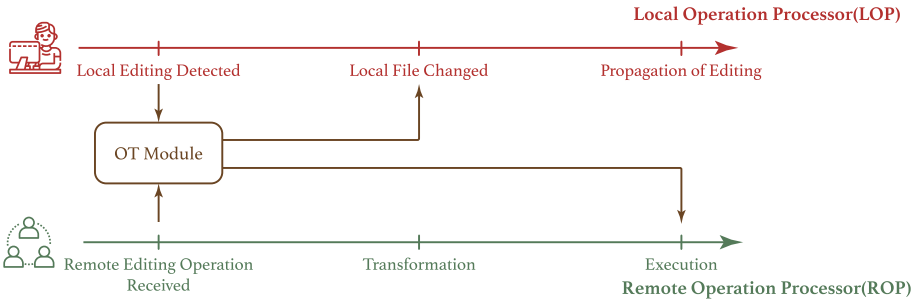 Local Operation Processor(LOP)
Local Editing Detected
Local File Changed
Propagation of Editing
OT Module
Remote Editing Operation
Received
Transformation
Execution
Remote Operation Processor(ROP)